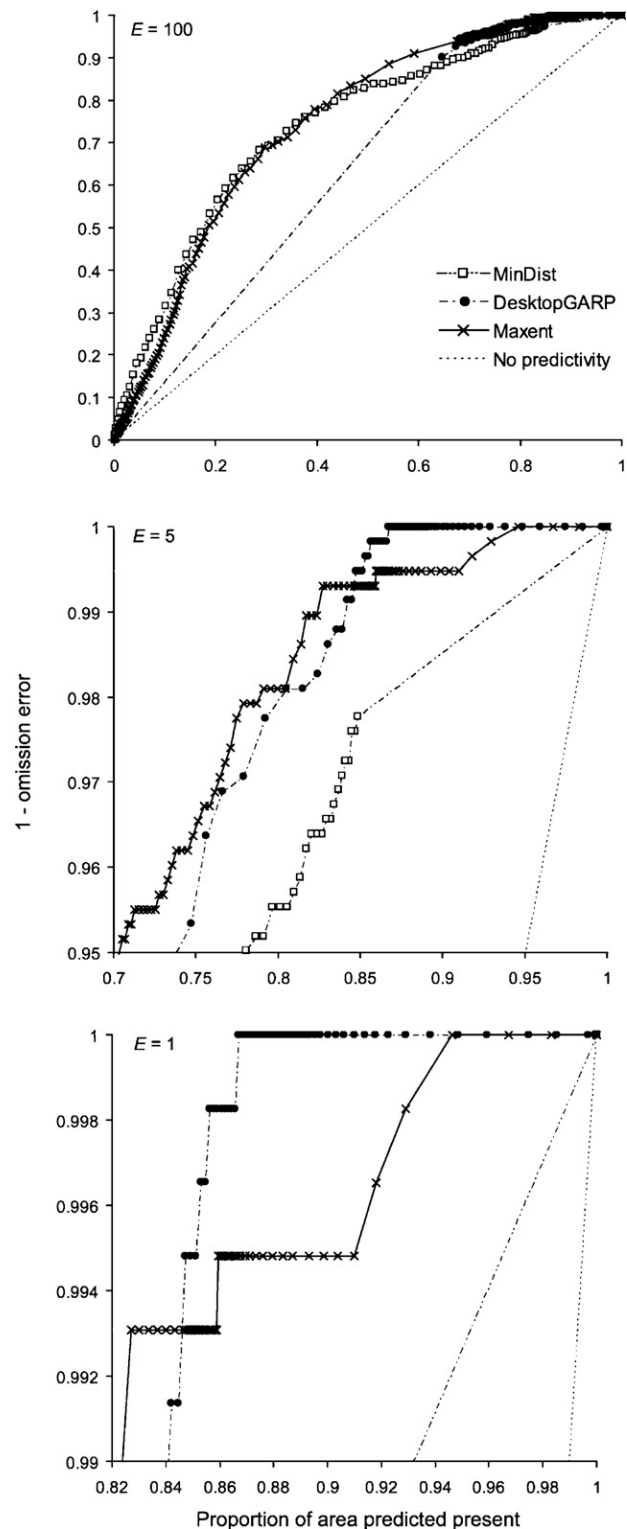 E = 100
1
0.9
0.8
0.7
0.6
0.5
0.4
0.3
0.2
0.1
0
MinDist
DesktopGARP
Maxent
No predictivity
0 0.2 0.4 0.6 0.8 1
E = 5
1
0.99
0.98
0.97
0.96
0.95
0.7 0.75 0.8 0.85 0.9 0.95 1
1 - omission error
E = 1
1
0.998
0.996
0.994
0.992
0.99
0.82 0.84 0.86 0.88 0.9 0.92 0.94 0.96 0.98 1
Proportion of area predicted present